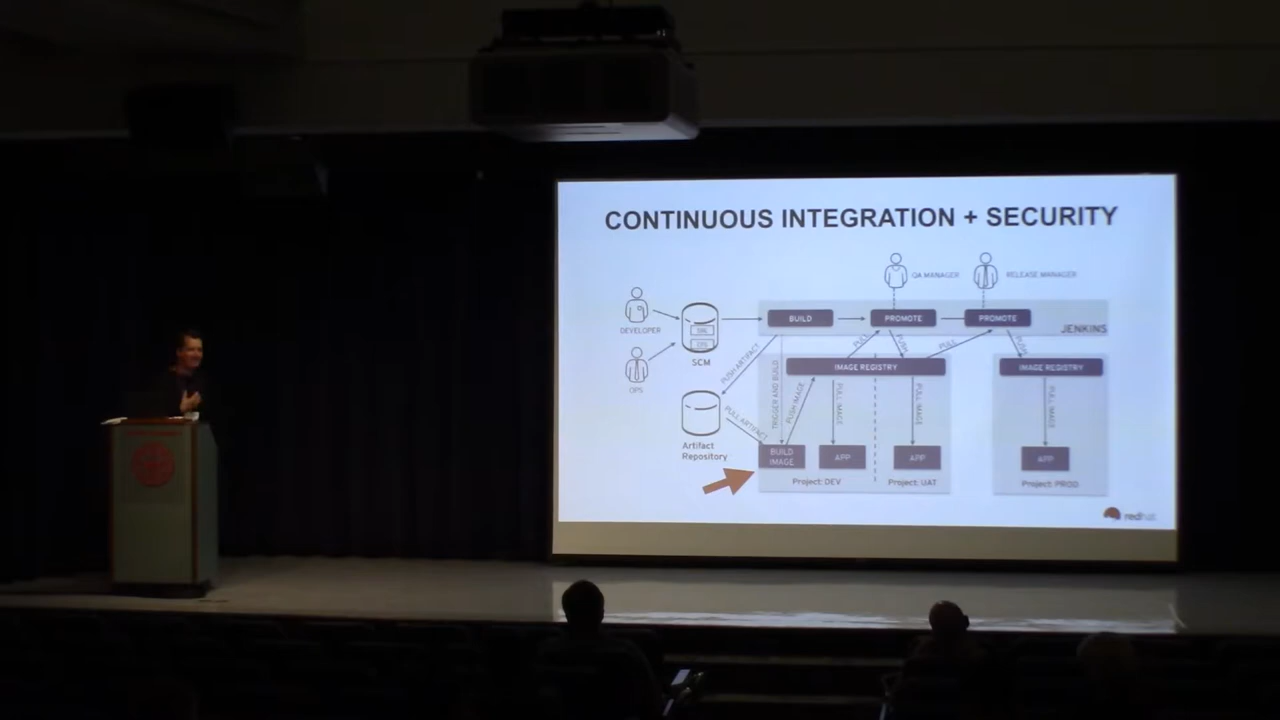 CONTINUOUS INTEGRATION + SECURITY
QA MANAGER
RELEASE MANAGER
DEVELOPER
OPS
SCM
BUILD
PROMOTE
PROMOTE
JENKINS
PUSH ARTIFACT
TRIGGER AND BUILD
PUSH IMAGE
PULL
PUSH
PULL
PUSH
IMAGE REGISTRY
IMAGE REGISTRY
PULL ARTIFACT
PULL IMAGE
PULL IMAGE
PULL IMAGE
Artifact
Repository
BUILD
IMAGE
APP
APP
APP
Project: DEV
Project: UAT
Project: PROD
redhat